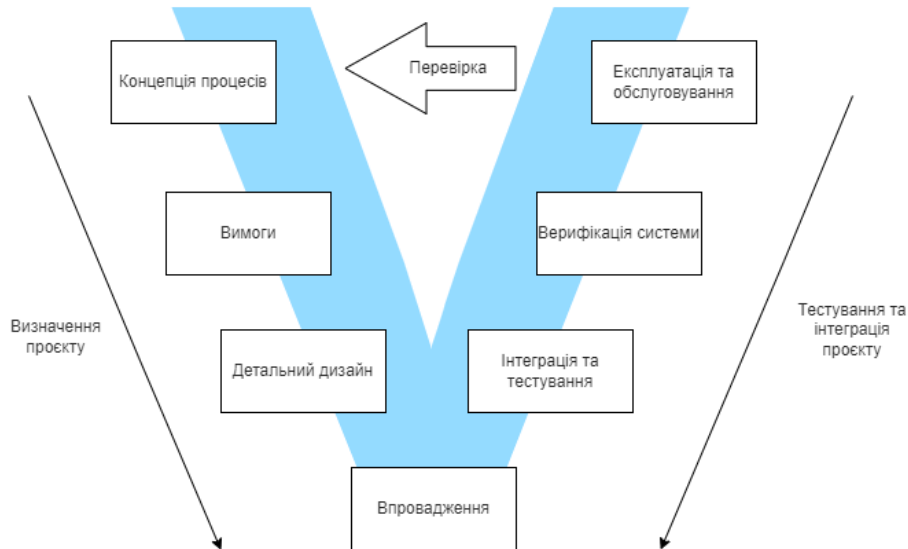 Концепція процесів
Перевірка
Експлуатація та
обслуговування
Вимоги
Верифікація системи
Визначення
проєкту
Тестування та
інтеграція
проєкту
Детальний дизайн
Інтеграція та
тестування
Впровадження